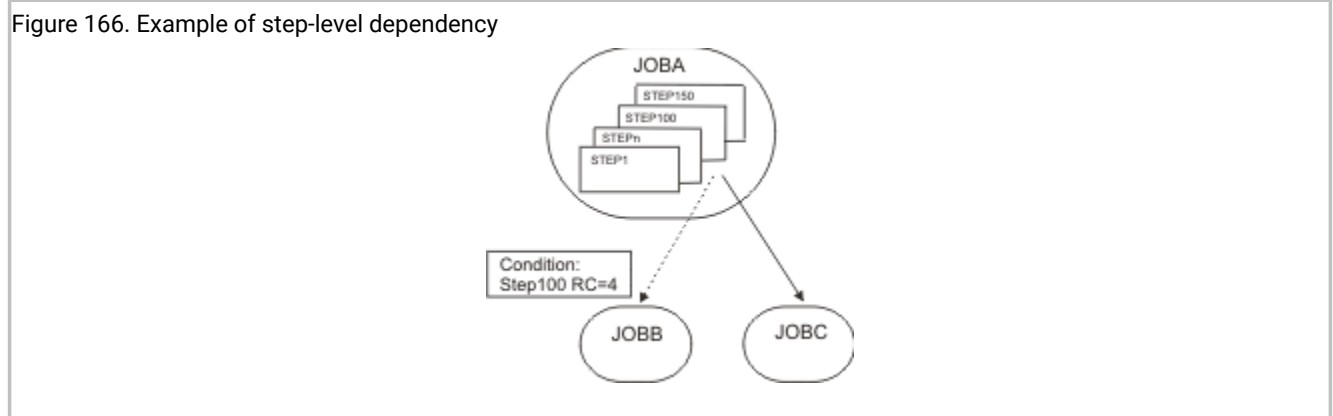 Figure 166. Example of step-level dependency
JOBA
STEP150
STEP100
STEPn
STEP1
Condition:
Step100 RC=4
JOBB
JOBC